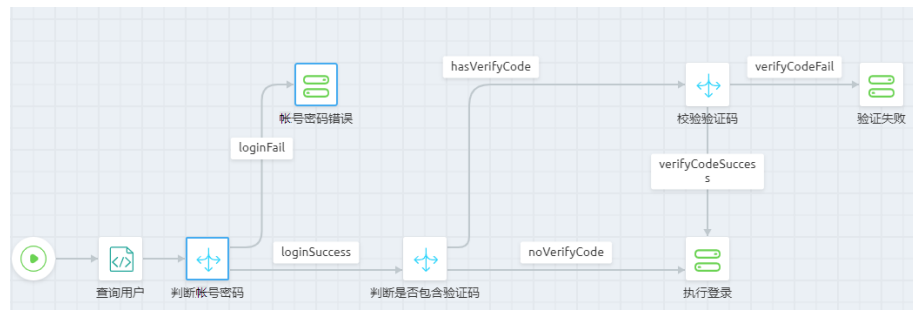 hasVerifyCode
verifyCodeFail
帐号密码错误
校验验证码
验证失败
loginFail
verifyCodeSucces
s
loginSuccess
noVerifyCode
查询用户
判断帐号密码
判断是否包含验证码
执行登录